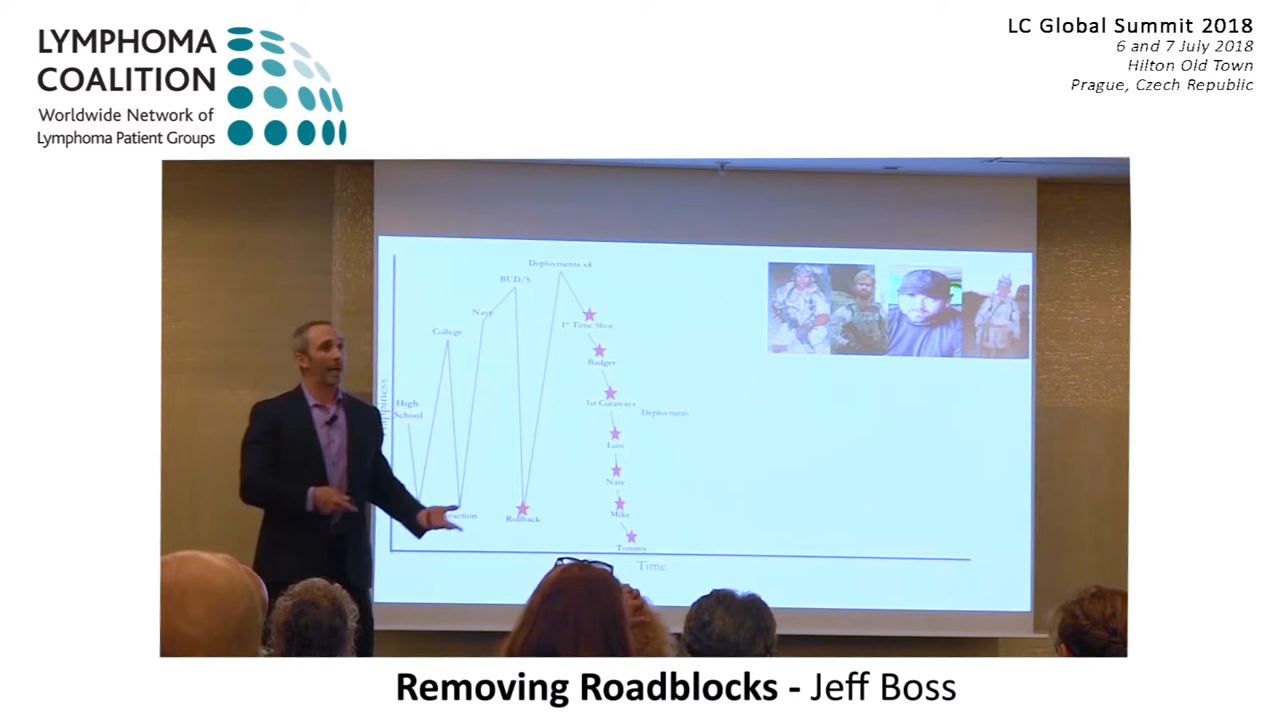 LYMPHOMA
COALITION
Worldwide Network of
Lymphoma Patient Groups
LC Global Summit 2018
6 and 7 July 2018
Hilton Old Town
Prague, Czech Republic
Deployments x4
BUD/S
Navy
College
High
School
1st Time Shot
Badger
1st Cutaways
Deployment
Luis
Nate
Mike
Rollback
Tommy
Time
Removing Roadblocks - Jeff Boss